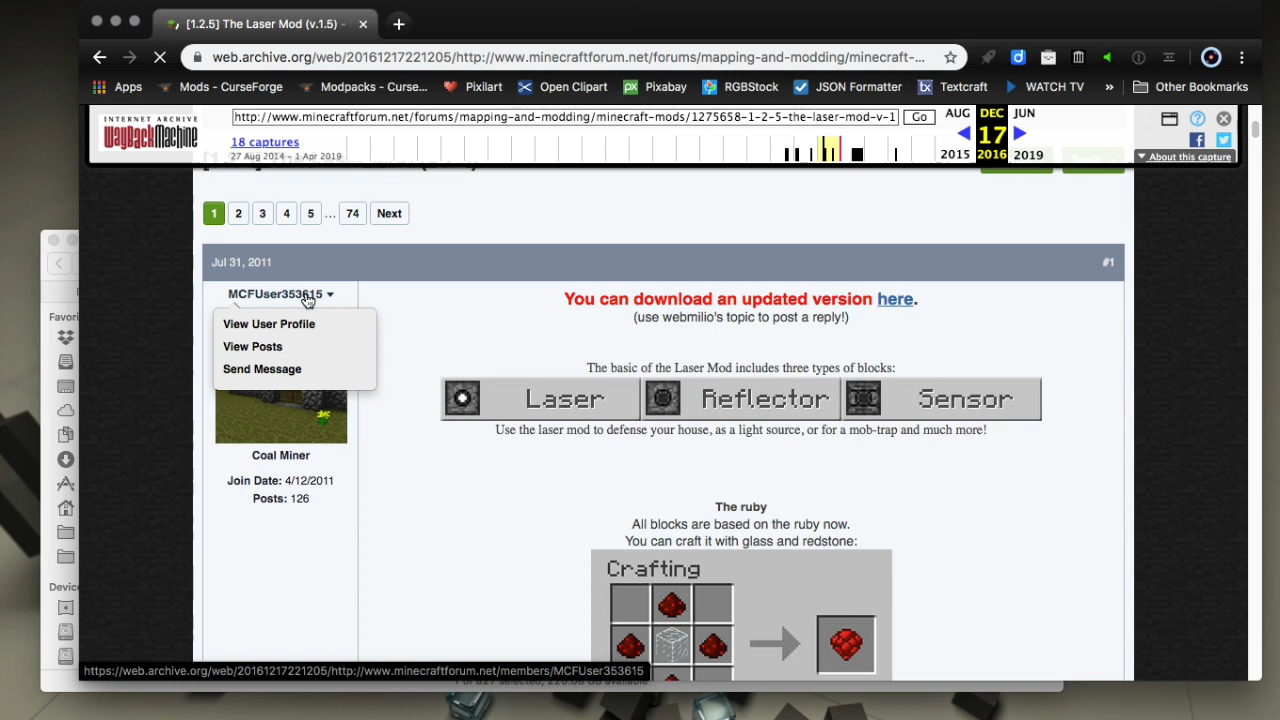 [1.2.5] The Laser Mod (v.1.5) -
web.archive.org/web/20161217221205/http://www.minecraftforum.net/forums/mapping-and-modding/minecraft-...
Apps Mods - CurseForge Modpacks - Curse... Pixilart Open Clipart px Pixabay RGBStock JSON Formatter tx Textcraft WATCH TV » Other Bookmarks
INTERNET ARCHIVE
WayBackMachine
http://www.minecraftforum.net/forums/mapping-and-modding/minecraft-mods/1275658-1-2-5-the-laser-mod-v-1 Go
18 captures
27 Aug 2014 – 1 Apr 2019
AUG DEC JUN
17
2015 2016 2019
About this capture
1 2 3 4 5 ... 74 Next
Jul 31, 2011 #1
MCFUser353615
View User Profile
View Posts
Send Message
Coal Miner
Join Date: 4/12/2011
Posts: 126
You can download an updated version here.
(use webmilio's topic to post a reply!)
The basic of the Laser Mod includes three types of blocks:
Laser Reflector Sensor
Use the laser mod to defense your house, as a light source, or for a mob-trap and much more!
The ruby
All blocks are based on the ruby now.
You can craft it with glass and redstone:
Crafting
Favori
Device
https://web.archive.org/web/20161217221205/http://www.minecraftforum.net/members/MCFUser353615